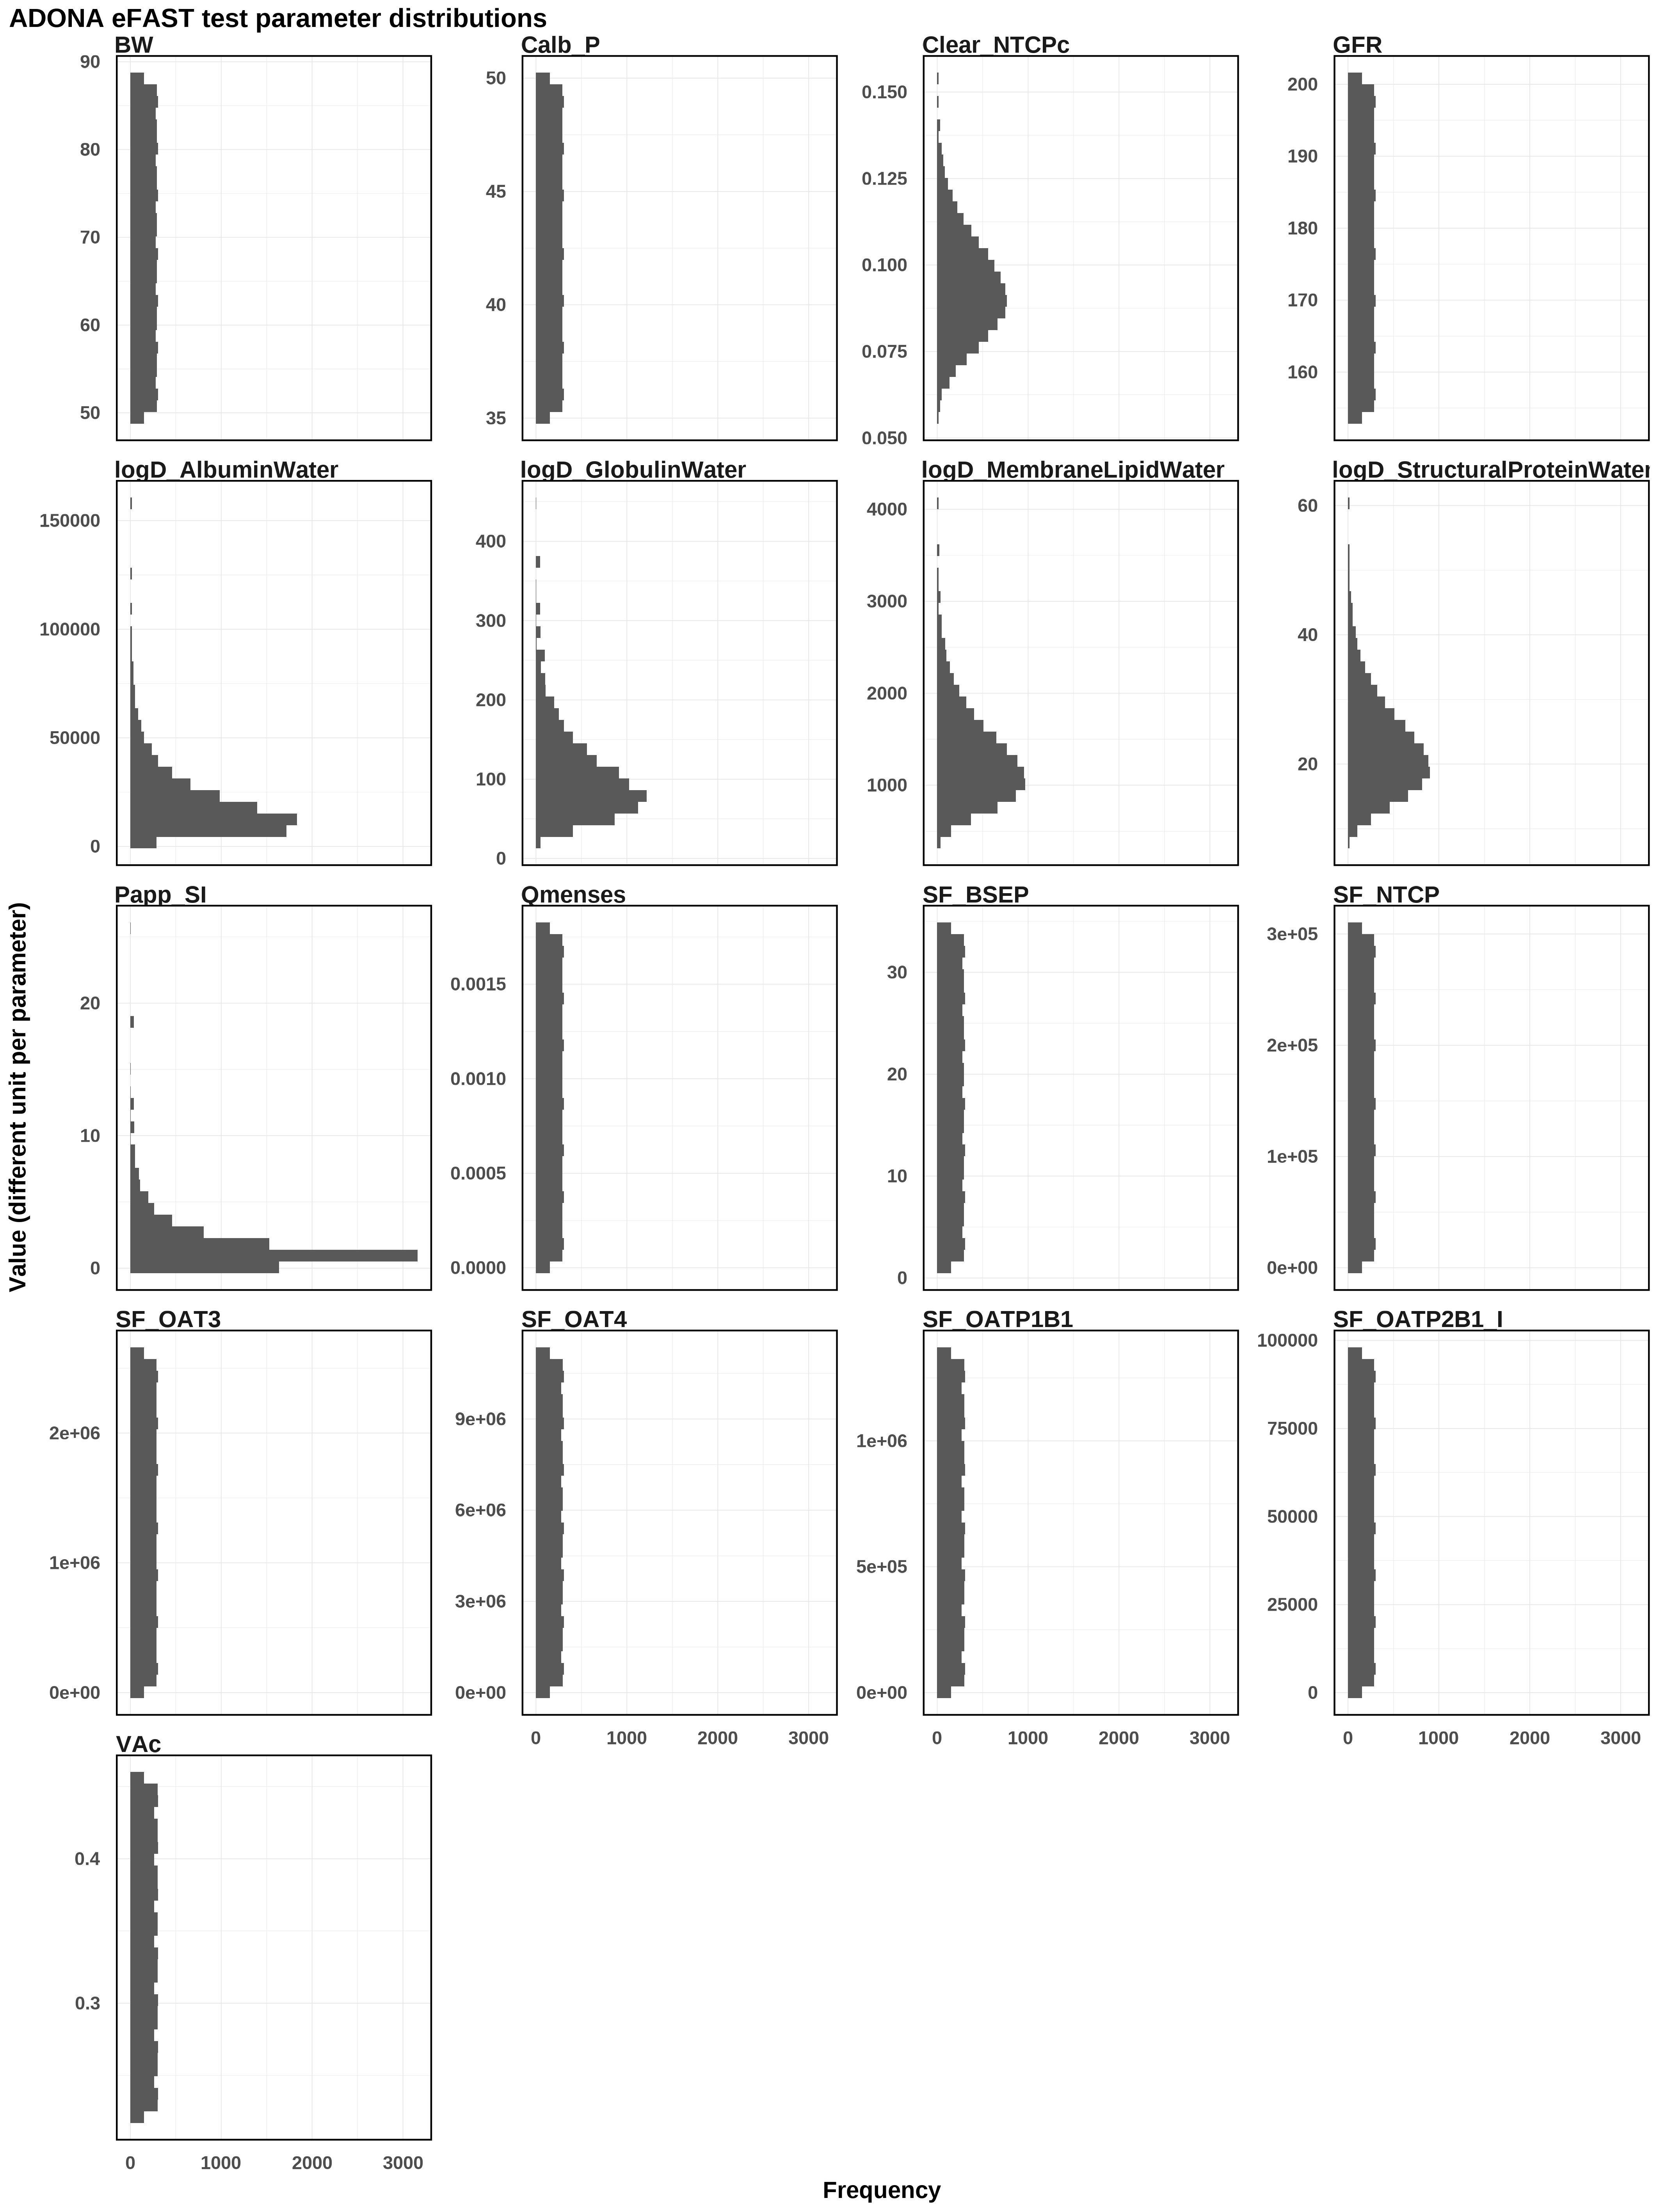 ADONA eFAST test parameter distributions
BW
Calb_P
Clear_NTCPc
GFR
90
80
70
60
50
50
45
40
35
0.150
0.125
0.100
0.075
0.050
200
190
180
170
160
logD_AlbuminWater
logD_GlobulinWater
logD_MembraneLipidWater
logD_StructuralProteinWater
150000
100000
50000
0
400
300
200
100
0
4000
3000
2000
1000
60
40
20
Papp_SI
Qmenses
SF_BSEP
SF_NTCP
20
10
0
0.0015
0.0010
0.0005
0.0000
30
20
10
0
3e+05
2e+05
1e+05
0e+00
Value (different unit per parameter)
SF_OAT3
SF_OAT4
SF_OATP1B1
SF_OATP2B1_I
2e+06
1e+06
0e+00
9e+06
6e+06
3e+06
0e+00
1e+06
5e+05
0e+00
100000
75000
50000
25000
0
0 1000 2000 3000
0 1000 2000 3000
0 1000 2000 3000
VAc
0.4
0.3
0 1000 2000 3000
Frequency